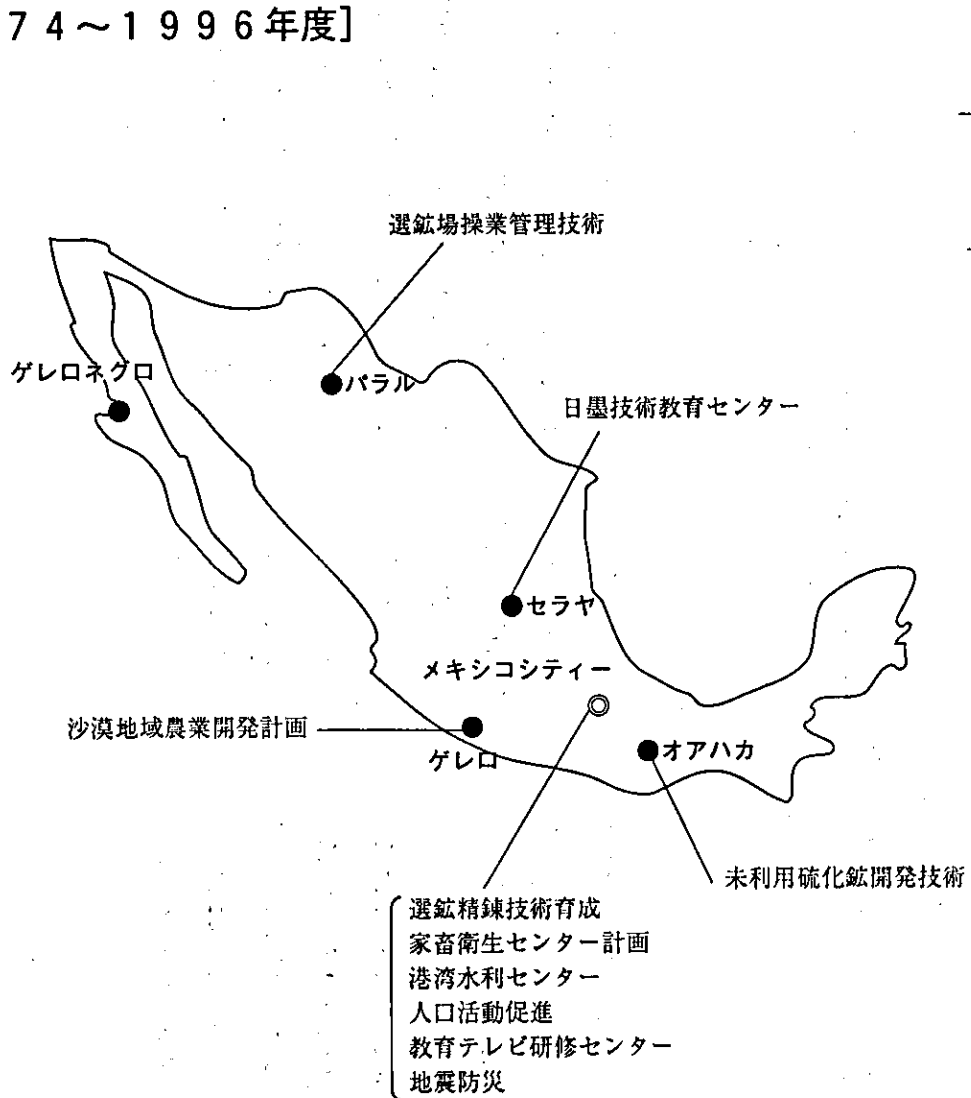 74～1996年度]
選鉱場操業管理技術
ゲレロネグロ
パラル
日墨技術教育センター
セラヤ
メキシコシティー
沙漠地域農業開発計画
ゲレロ
オアハカ
未利用硫化鉱開発技術
選鉱精錬技術育成
家畜衛生センター計画
港湾水利センター
人口活動促進
教育テレビ研修センター
地震防災